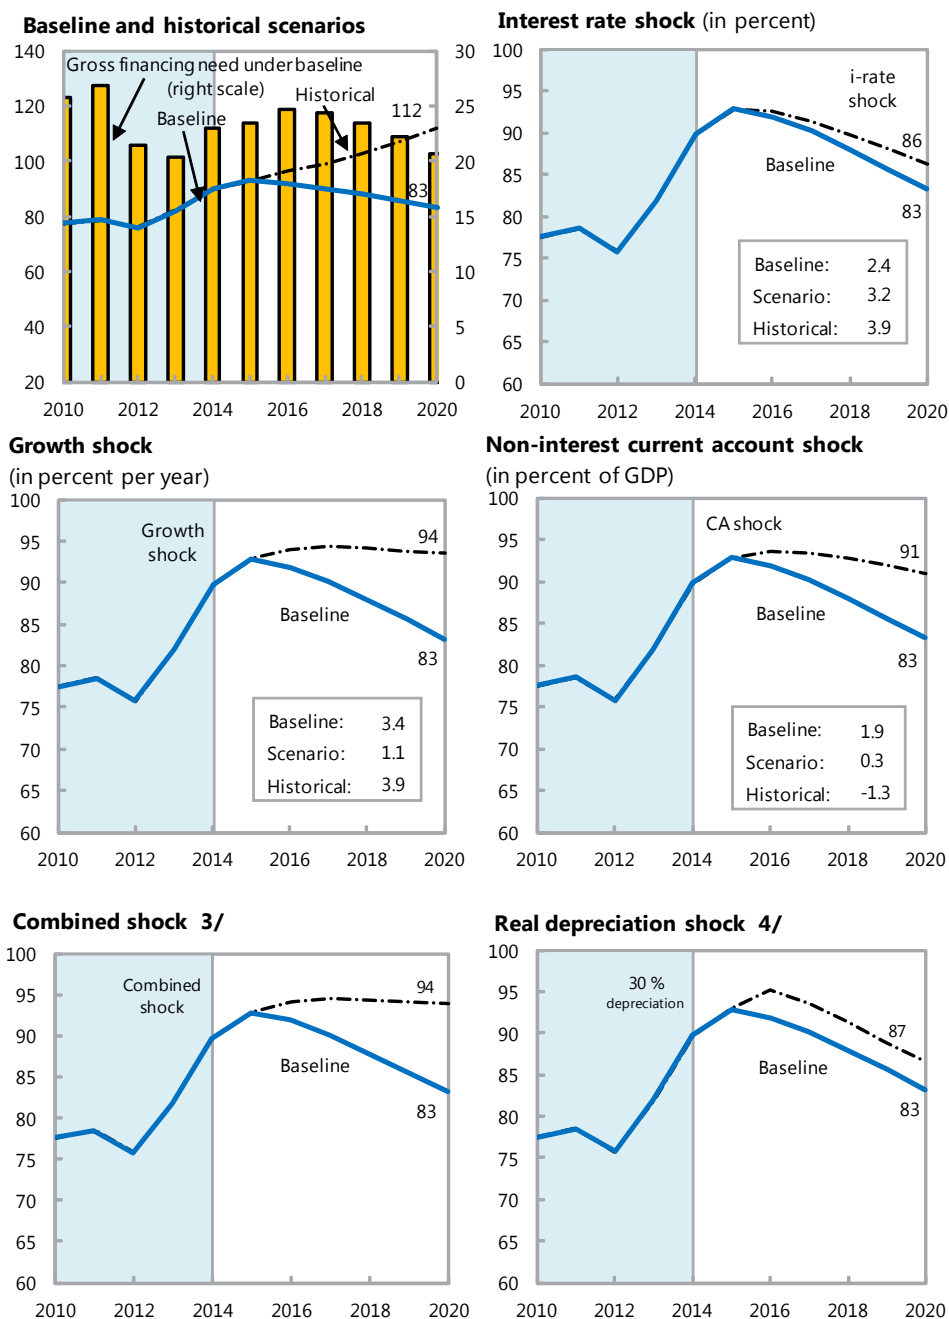 Baseline and historical scenarios
140
120
100
80
60
40
20
30
25
20
15
10
5
0
Gross financing need under baseline
(right scale)
Baseline
Historical
112
83
2010 2012 2014 2016 2018 2020
Interest rate shock (in percent)
100
95
90
85
80
75
70
65
60
i-rate
shock
86
Baseline
83
Baseline: 2.4
Scenario: 3.2
Historical: 3.9
2010 2012 2014 2016 2018 2020
Growth shock
(in percent per year)
100
95
90
85
80
75
70
65
60
Growth
shock
94
Baseline
83
Baseline: 3.4
Scenario: 1.1
Historical: 3.9
2010 2012 2014 2016 2018 2020
Non-interest current account shock
(in percent of GDP)
100
95
90
85
80
75
70
65
60
CA shock
91
Baseline
83
Baseline: 1.9
Scenario: 0.3
Historical: -1.3
2010 2012 2014 2016 2018 2020
Combined shock 3/
100
95
90
85
80
75
70
65
60
Combined
shock
94
Baseline
83
2010 2012 2014 2016 2018 2020
Real depreciation shock 4/
100
95
90
85
80
75
70
65
60
30 %
depreciation
87
Baseline
83
2010 2012 2014 2016 2018 2020